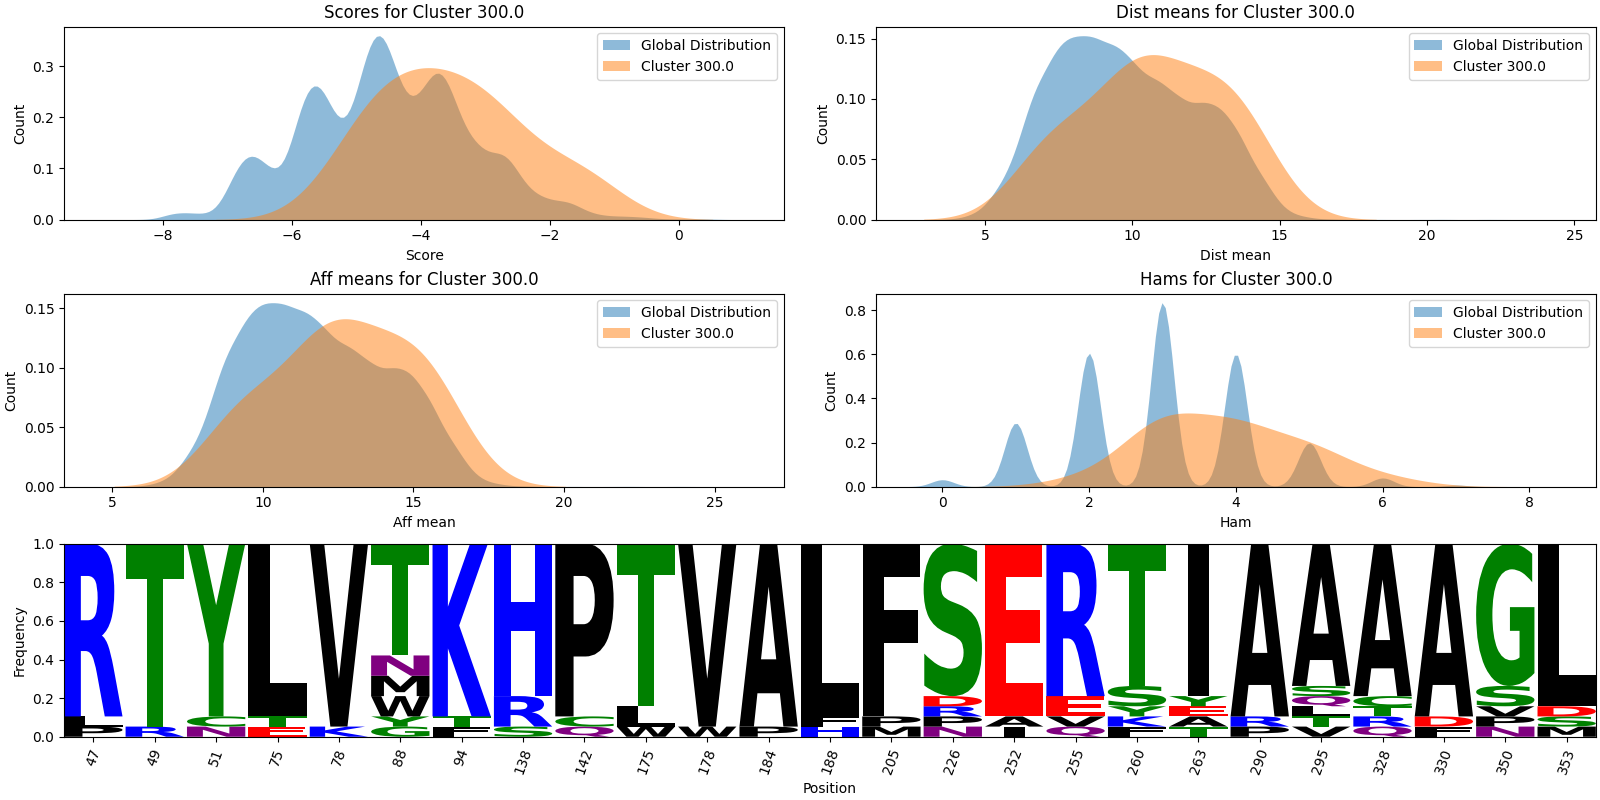 Scores for Cluster 300.0
Dist means for Cluster 300.0
Global Distribution
Cluster 300.0
Global Distribution
Cluster 300.0
Count
0.3
0.2
0.1
0.0
−8
−6
−4
−2
0
Score
Count
0.15
0.10
0.05
0.00
5
10
15
20
25
Dist mean
Aff means for Cluster 300.0
Hams for Cluster 300.0
Global Distribution
Cluster 300.0
Global Distribution
Cluster 300.0
Count
0.15
0.10
0.05
0.00
5
10
15
20
25
Aff mean
Count
0.8
0.6
0.4
0.2
0.0
0
2
4
6
8
Ham
Frequency
1.0
0.8
0.6
0.4
0.2
0.0
R T Y L V T K H P T V A L F S E R T I A A A A G L
47 49 51 75 78 88 94 138 142 175 178 184 188 205 226 252 255 260 263 290 295 328 330 350 353
Position